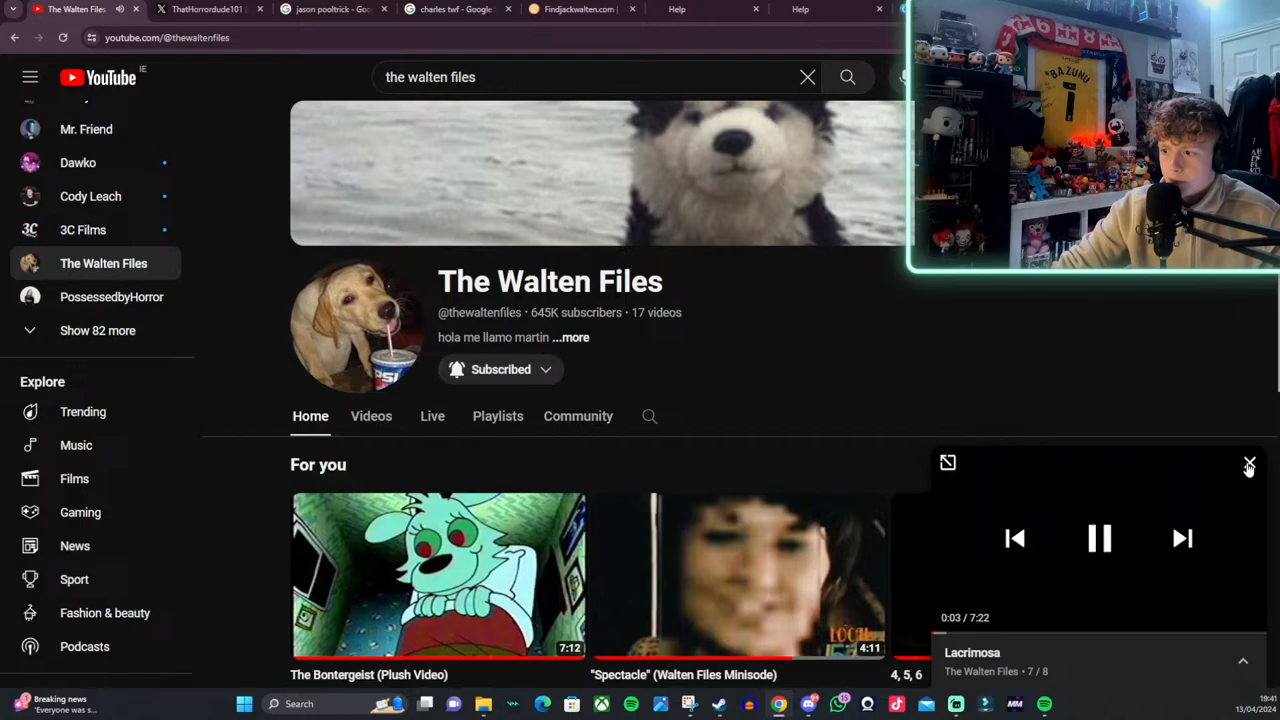 The Walten Files
ThatHorrordude101 (
jason pooltrick - Goo
charles twf - Google
Findjackwalten.com |
Help
Help
youtube.com/@thewaltenfiles
YouTube IE
the walten files
BAZUNU
1
Mr. Friend
Dawko
Cody Leach
3C Films
The Walten Files
PossessedbyHorror
Show 82 more
Explore
Trending
Music
Films
Gaming
News
Sport
Fashion & beauty
Podcasts
The Walten Files
@thewaltenfiles • 645K subscribers • 17 videos
hola me llamo martin ...more
Subscribed
Home Videos Live Playlists Community
For you
7:12
LOCAL
4:11
The Bontergeist (Plush Video)
"Spectacle" (Walten Files Minisode)
4, 5, 6
0:03 / 7:22
Lacrimosa
The Walten Files • 7 / 8
Breaking news
"Everyone was s...
Search
15
19:41
13/04/2024